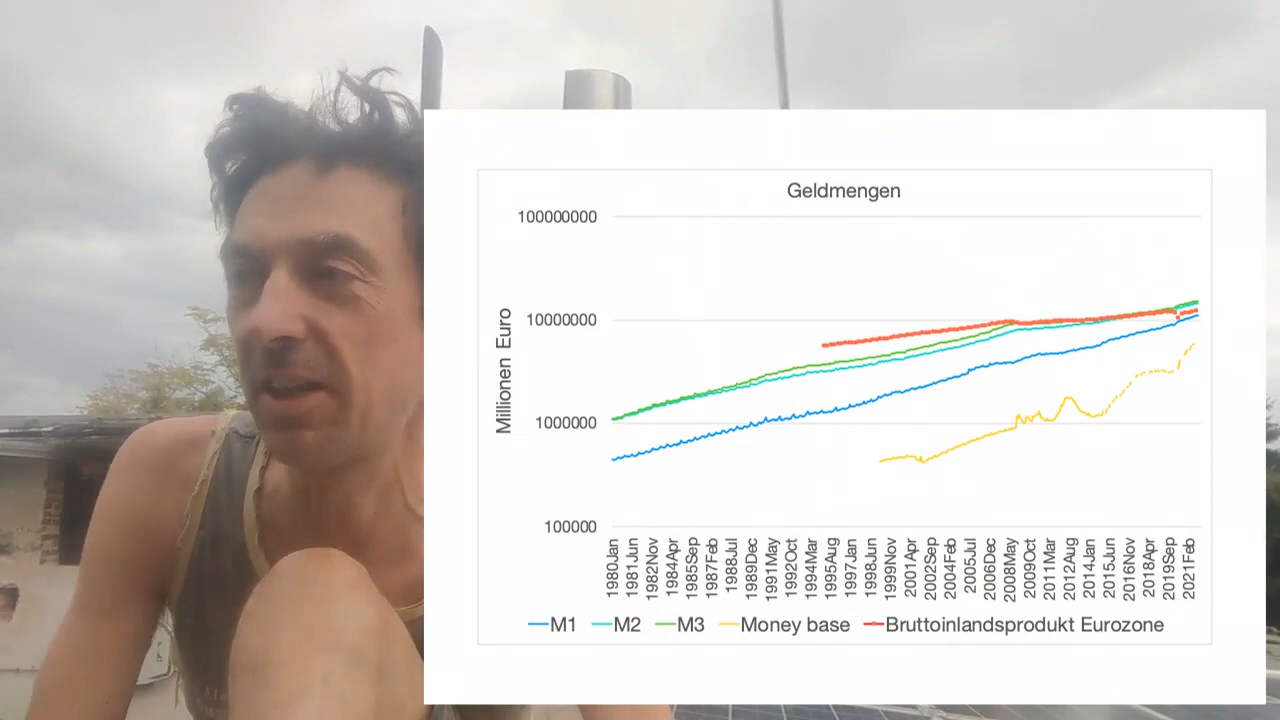 Geldmengen
Millionen Euro
100000000
10000000
1000000
100000
1980Jan
1981Jun
1982Nov
1984Apr
1985Sep
1987Feb
1988Jul
1989Dec
1991May
1992Oct
1994Mar
1995Aug
1997Jan
1998Jun
1999Nov
2001Apr
2002Sep
2004Feb
2005Jul
2006Dec
2008May
2009Oct
2011Mar
2012Aug
2014Jan
2015Jun
2016Nov
2018Apr
2019Sep
2021Feb
M1 M2 M3 Money base Bruttoinlandsprodukt Eurozone